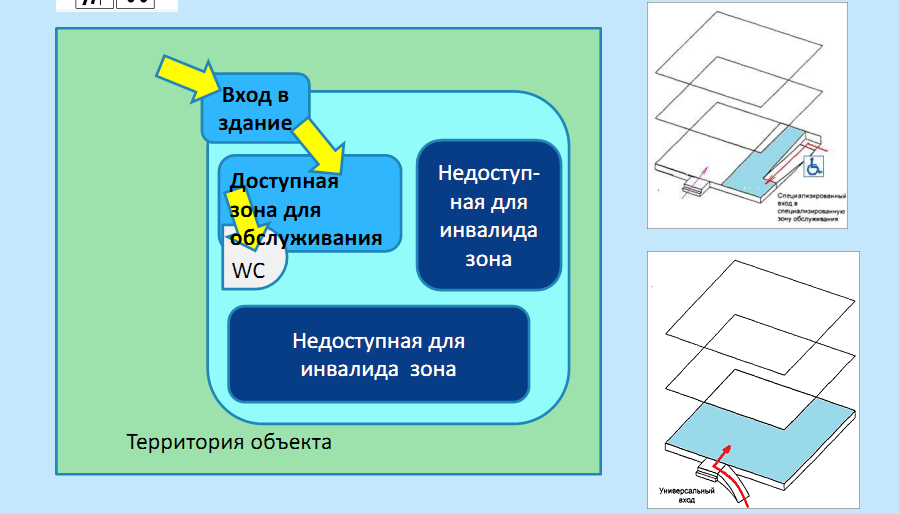 Вход в
здание
Доступная
зона для
обслуживания
WC
Недоступ-
ная для
инвалида
зона
Недоступная для
инвалида зона
Территория объекта
Специализированный
вход в
специализированную
зону обслуживания
Универсальный
вход